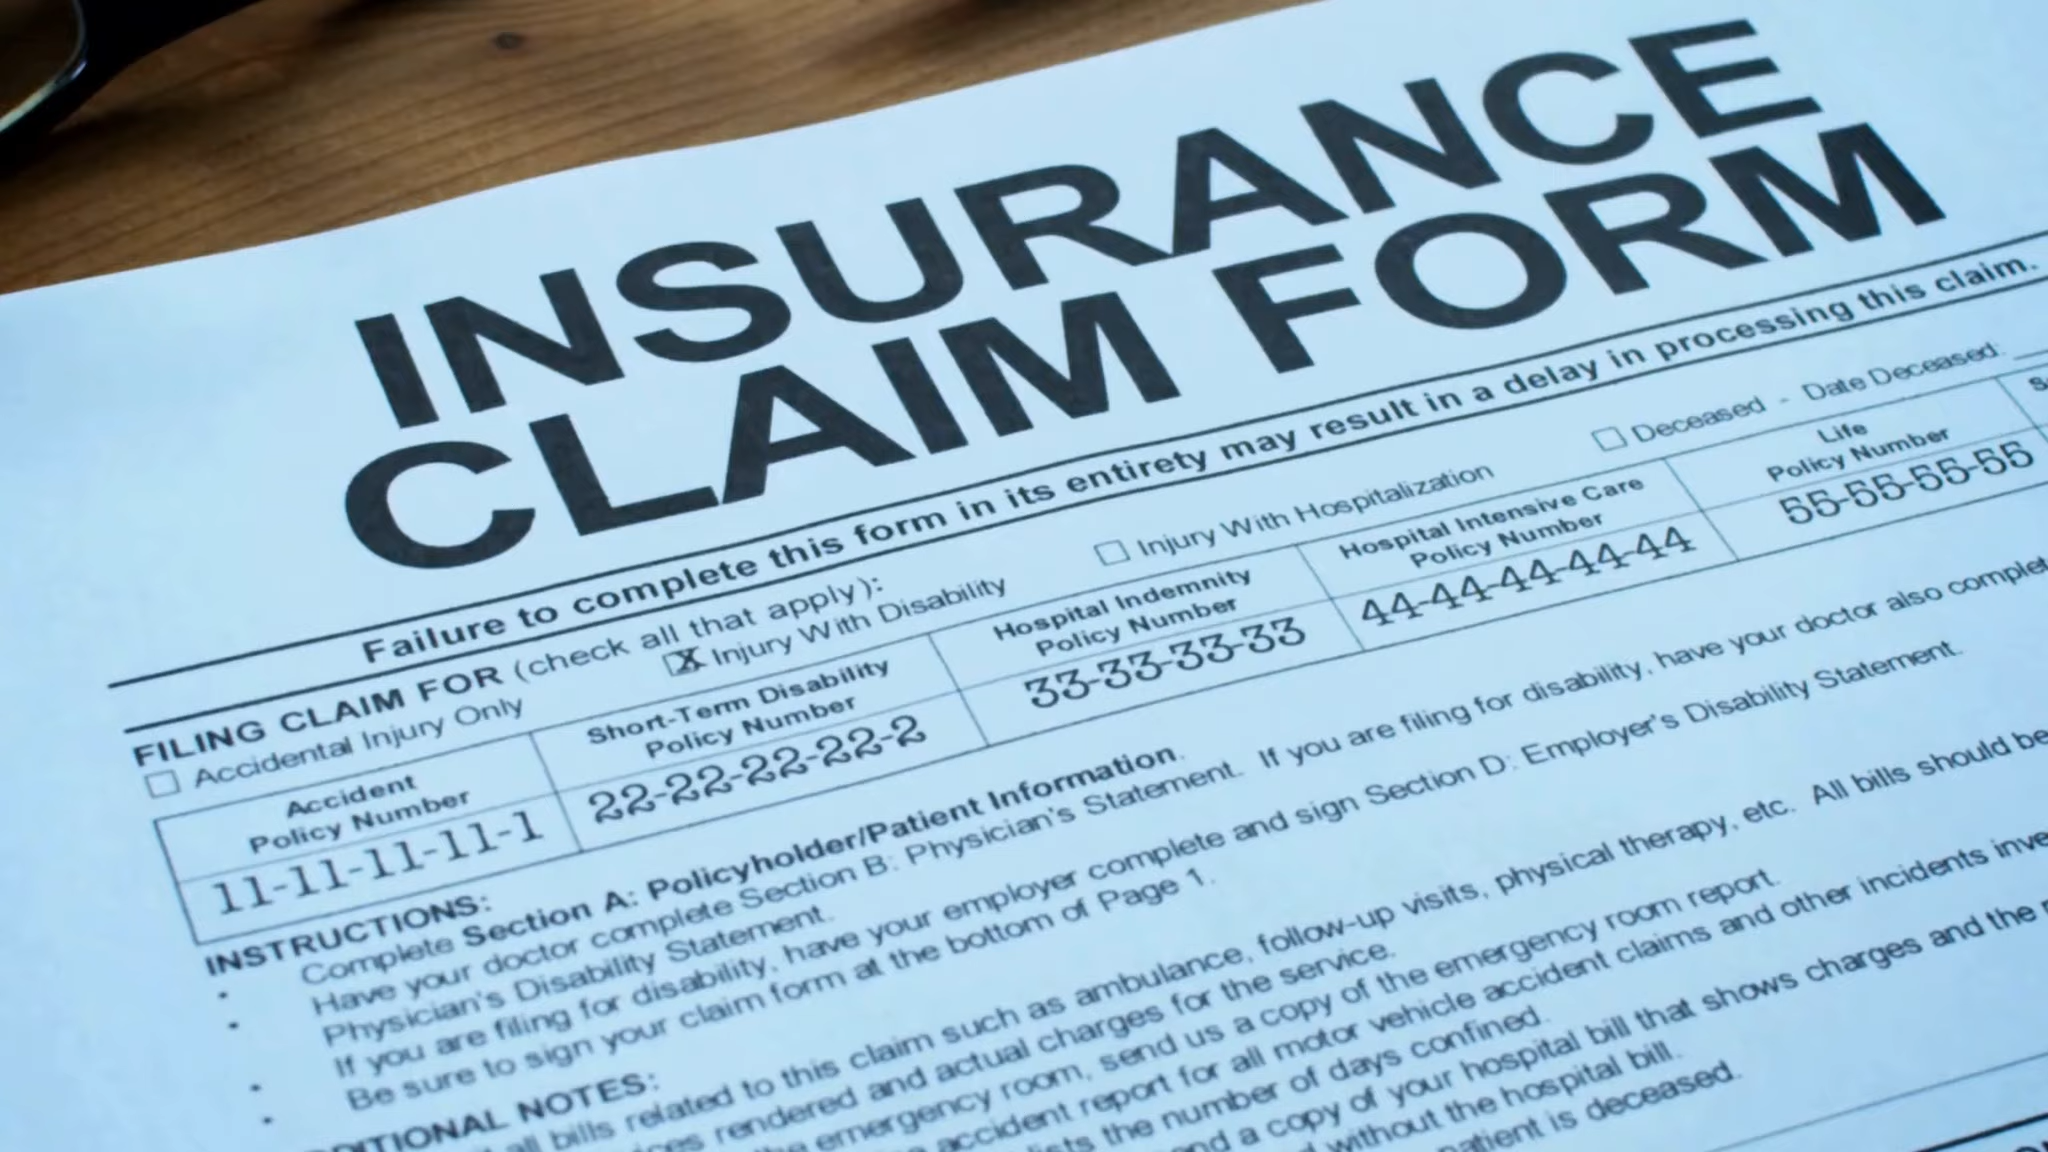 INSURANCE
CLAIM FORM
Failure to complete this form in its entirety may result in a delay in processing this claim.
FILING CLAIM FOR (check all that apply):
☐ Accidental Injury Only ☒ Injury With Disability ☐ Injury With Hospitalization ☐ Deceased - Date Deceased:
Accident
Policy Number
11-11-11-11-1
Short-Term Disability
Policy Number
22-22-22-22-2
Hospital Indemnity
Policy Number
33-33-33-33
Hospital Intensive Care
Policy Number
44-44-44-44-44
Life
Policy Number
55-55-55-55
INSTRUCTIONS:
• Complete Section A: Policyholder/Patient Information.
• Have your doctor complete Section B: Physician's Statement. If you are filing for disability, have your doctor also
Physician's Disability Statement.
• If you are filing for disability, have your employer complete and sign Section D: Employer's Disability Statement.
• Be sure to sign your claim form at the bottom of Page 1.
NOTES:
all bills related to this claim such as ambulance, follow-up visits, physical therapy, etc. All bills should be
rendered and actual charges for the service.
emergency room, send us a copy of the emergency room report.
accident report for all motor vehicle accident claims and other incidents
the number of days confined.
a copy of your hospital bill that shows charges and the
without the hospital bill.
patient is deceased.